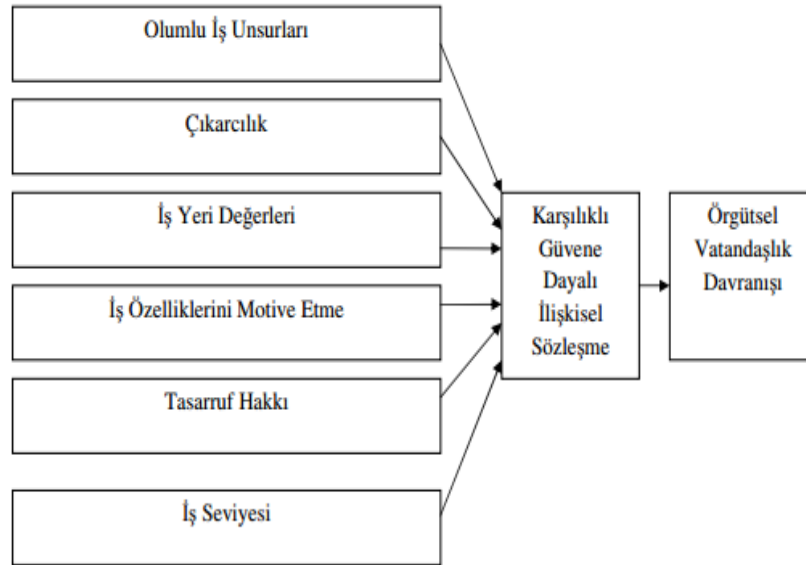 Olumlu İş Unsurları
Çıkarcılık
İş Yeri Değerleri
İş Özelliklerini Motive Etme
Tasarruf Hakkı
İş Seviyesi
Karşılıklı
Güvene
Dayalı
İlişkisel
Sözleşme
Örgütsel
Vatandaşlık
Davranışı